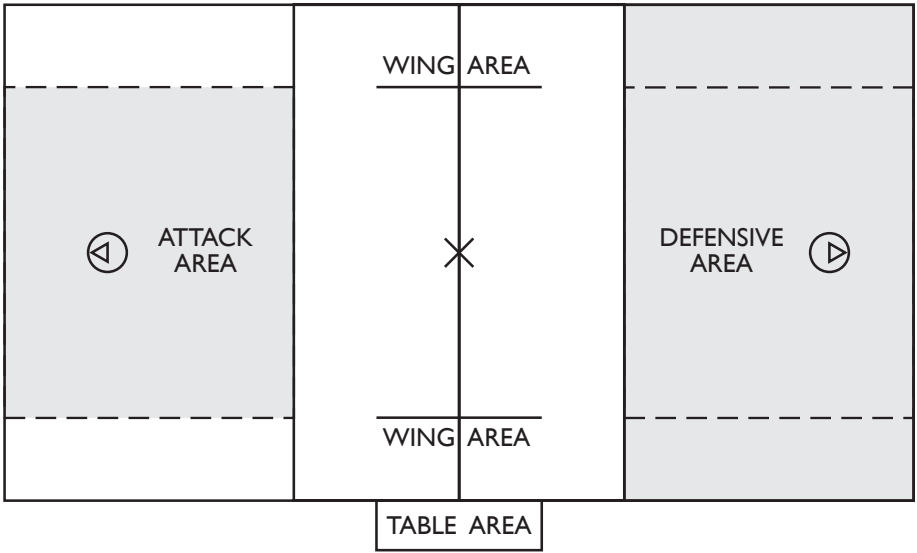 WING AREA
ATTACK
AREA
DEFENSIVE
AREA
WING AREA
TABLE AREA